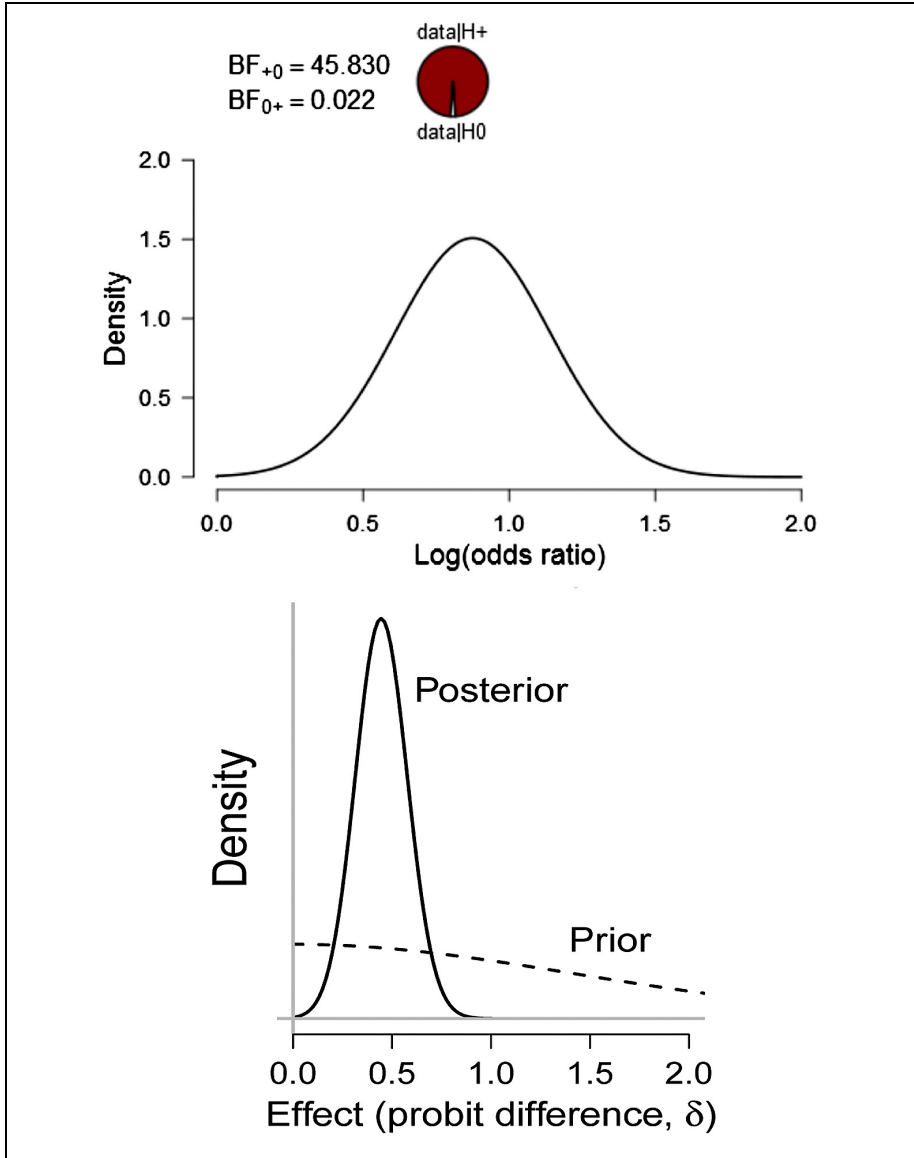 data|H+
BF+0 = 45.830
BF0+ = 0.022
data|H0
2.0
1.5
1.0
0.5
0.0
Density
0.0 0.5 1.0 1.5 2.0
Log(odds ratio)
Posterior
Density
Prior
0.0 0.5 1.0 1.5 2.0
Effect (probit difference, δ)